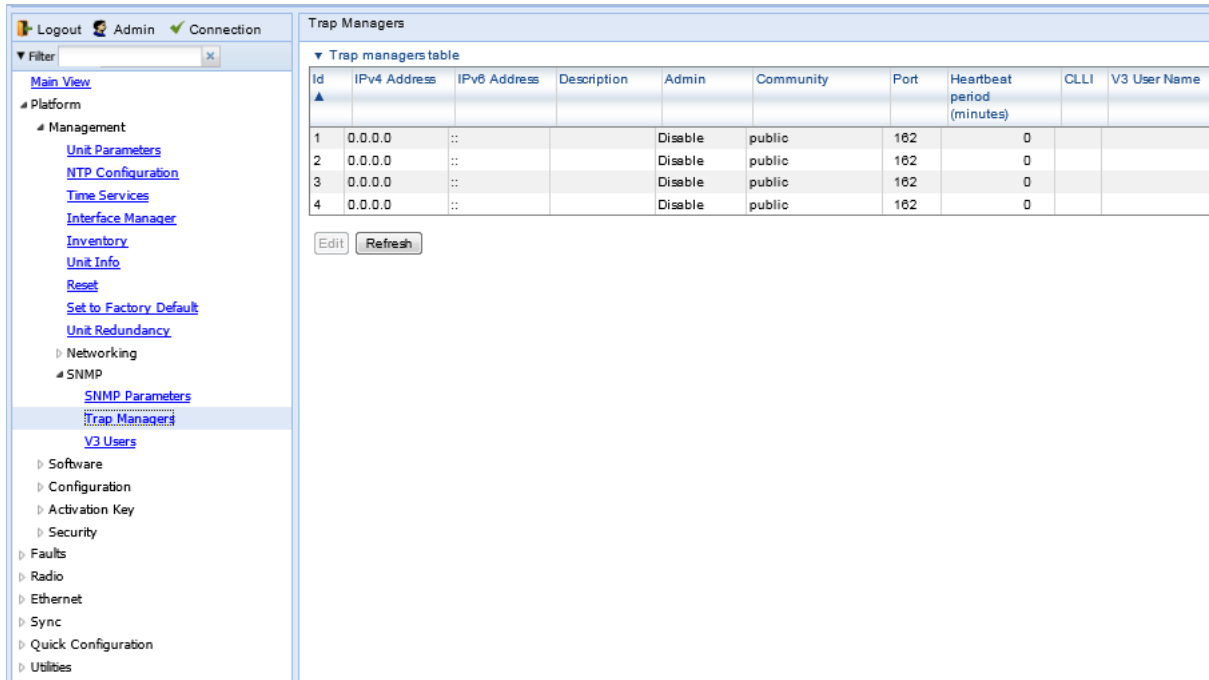 Logout Admin Connection
Filter
Main View
Platform
Management
Unit Parameters
NTP Configuration
Time Services
Interface Manager
Inventory
Unit Info
Reset
Set to Factory Default
Unit Redundancy
Networking
SNMP
SNMP Parameters
Trap Managers
V3 Users
Software
Configuration
Activation Key
Security
Faults
Radio
Ethernet
Sync
Quick Configuration
Utilities
Trap Managers
Trap managers table
Id IPv4 Address IPv6 Address Description Admin Community Port Heartbeat period (minutes) CLLI V3 User Name
1 0.0.0.0 :: Disable public 162 0
2 0.0.0.0 :: Disable public 162 0
3 0.0.0.0 :: Disable public 162 0
4 0.0.0.0 :: Disable public 162 0
Edit Refresh